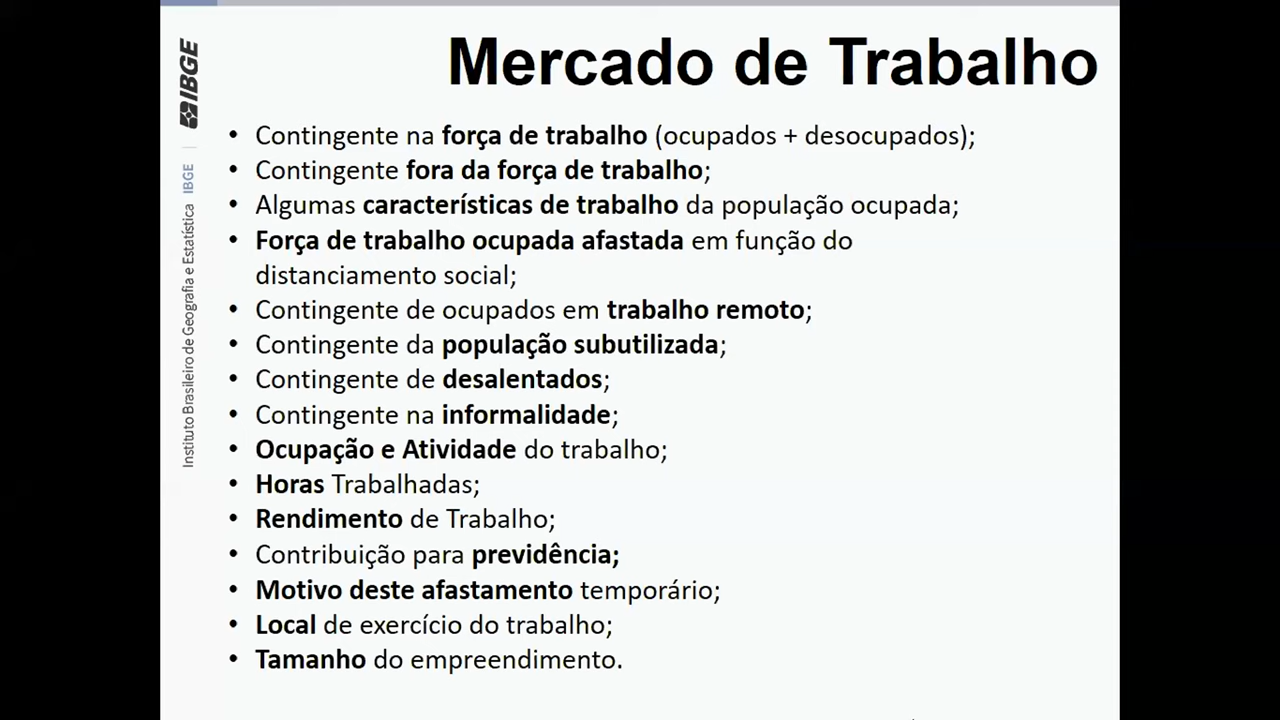 Mercado de Trabalho
IBGE
Instituto Brasileiro de Geografia e Estatística | IBGE
• Contingente na força de trabalho (ocupados + desocupados);
• Contingente fora da força de trabalho;
• Algumas características de trabalho da população ocupada;
• Força de trabalho ocupada afastada em função do
distanciamento social;
• Contingente de ocupados em trabalho remoto;
• Contingente da população subutilizada;
• Contingente de desalentados;
• Contingente na informalidade;
• Ocupação e Atividade do trabalho;
• Horas Trabalhadas;
• Rendimento de Trabalho;
• Contribuição para previdência;
• Motivo deste afastamento temporário;
• Local de exercício do trabalho;
• Tamanho do empreendimento.